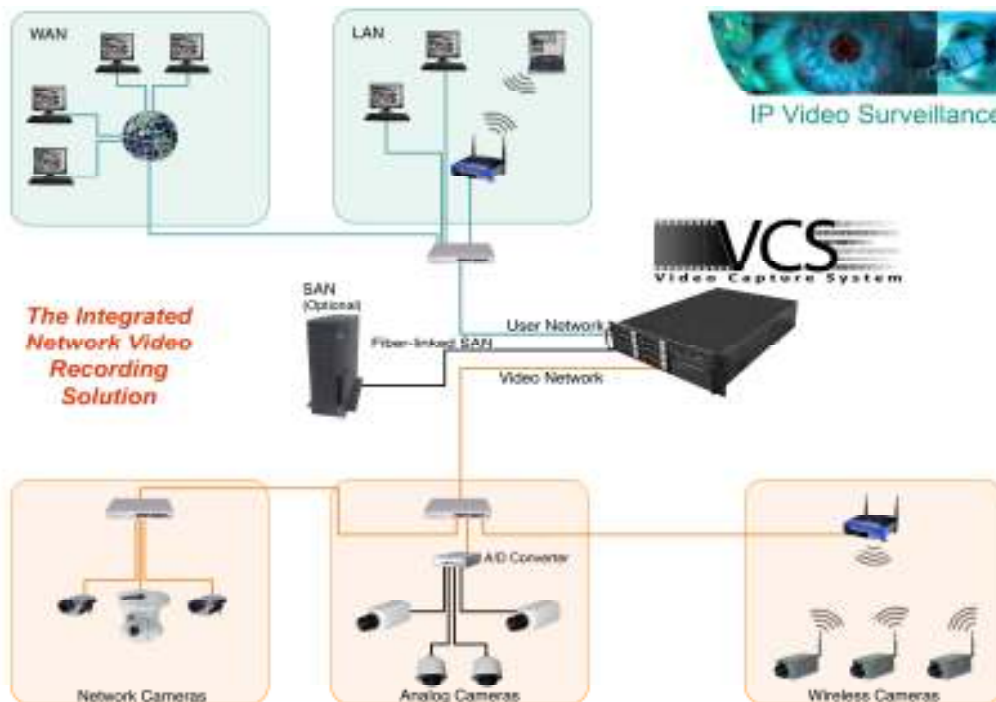 WAN
LAN
IP Video Surveillance
VCS
Video Capture System
SAN
(Optional)
The Integrated
Network Video
Recording
Solution
User Network
Fiber-linked SAN
Video Network
A/D Converter
Network Cameras
Analog Cameras
Wireless Cameras